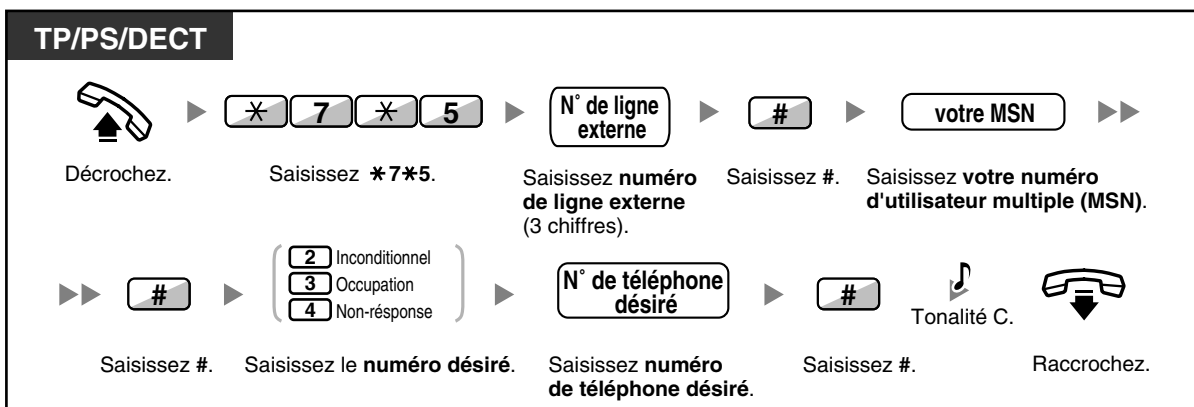 TP/PS/DECT
✳ 7 ✳ 5
N° de ligne
externe
#
votre MSN
Décrochez.
Saisissez ✳7✳5.
Saisissez numéro
de ligne externe
(3 chiffres).
Saisissez #.
Saisissez votre numéro
d'utilisateur multiple (MSN).
#
2 Inconditionnel
3 Occupation
4 Non-résponse
N° de téléphone
désiré
#
Tonalité C.
Saisissez #.
Saisissez le numéro désiré.
Saisissez numéro
de téléphone désiré.
Saisissez #.
Raccrochez.